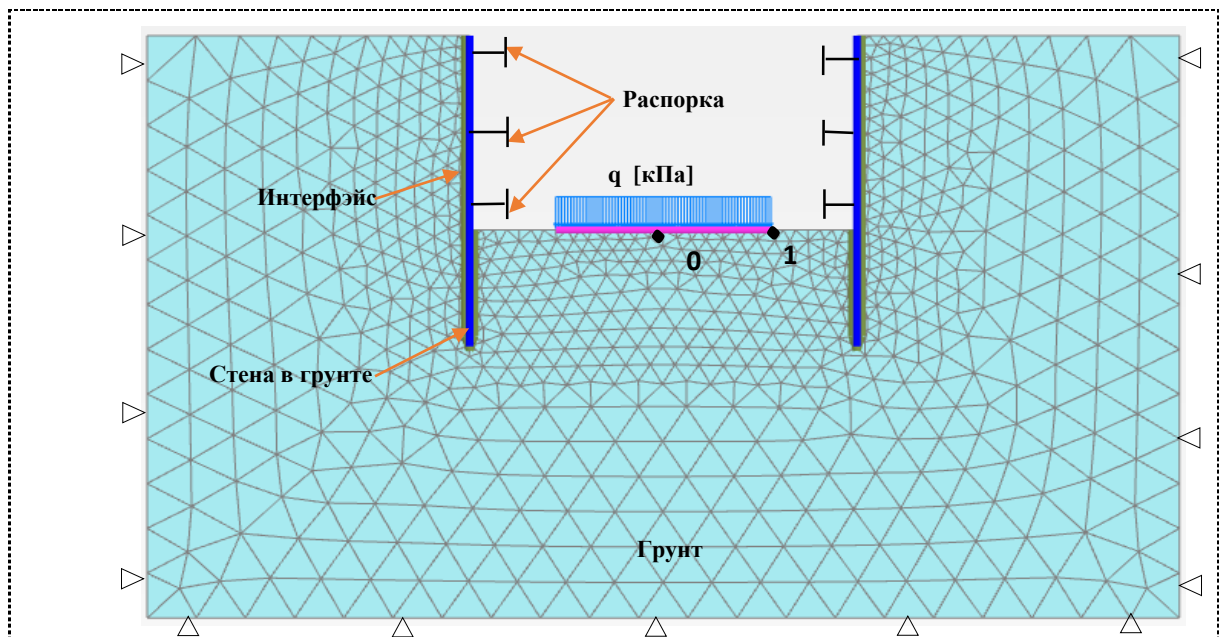 Распорка
q [кПа]
Интерфэйс
0
1
Стена в грунте
Грунт